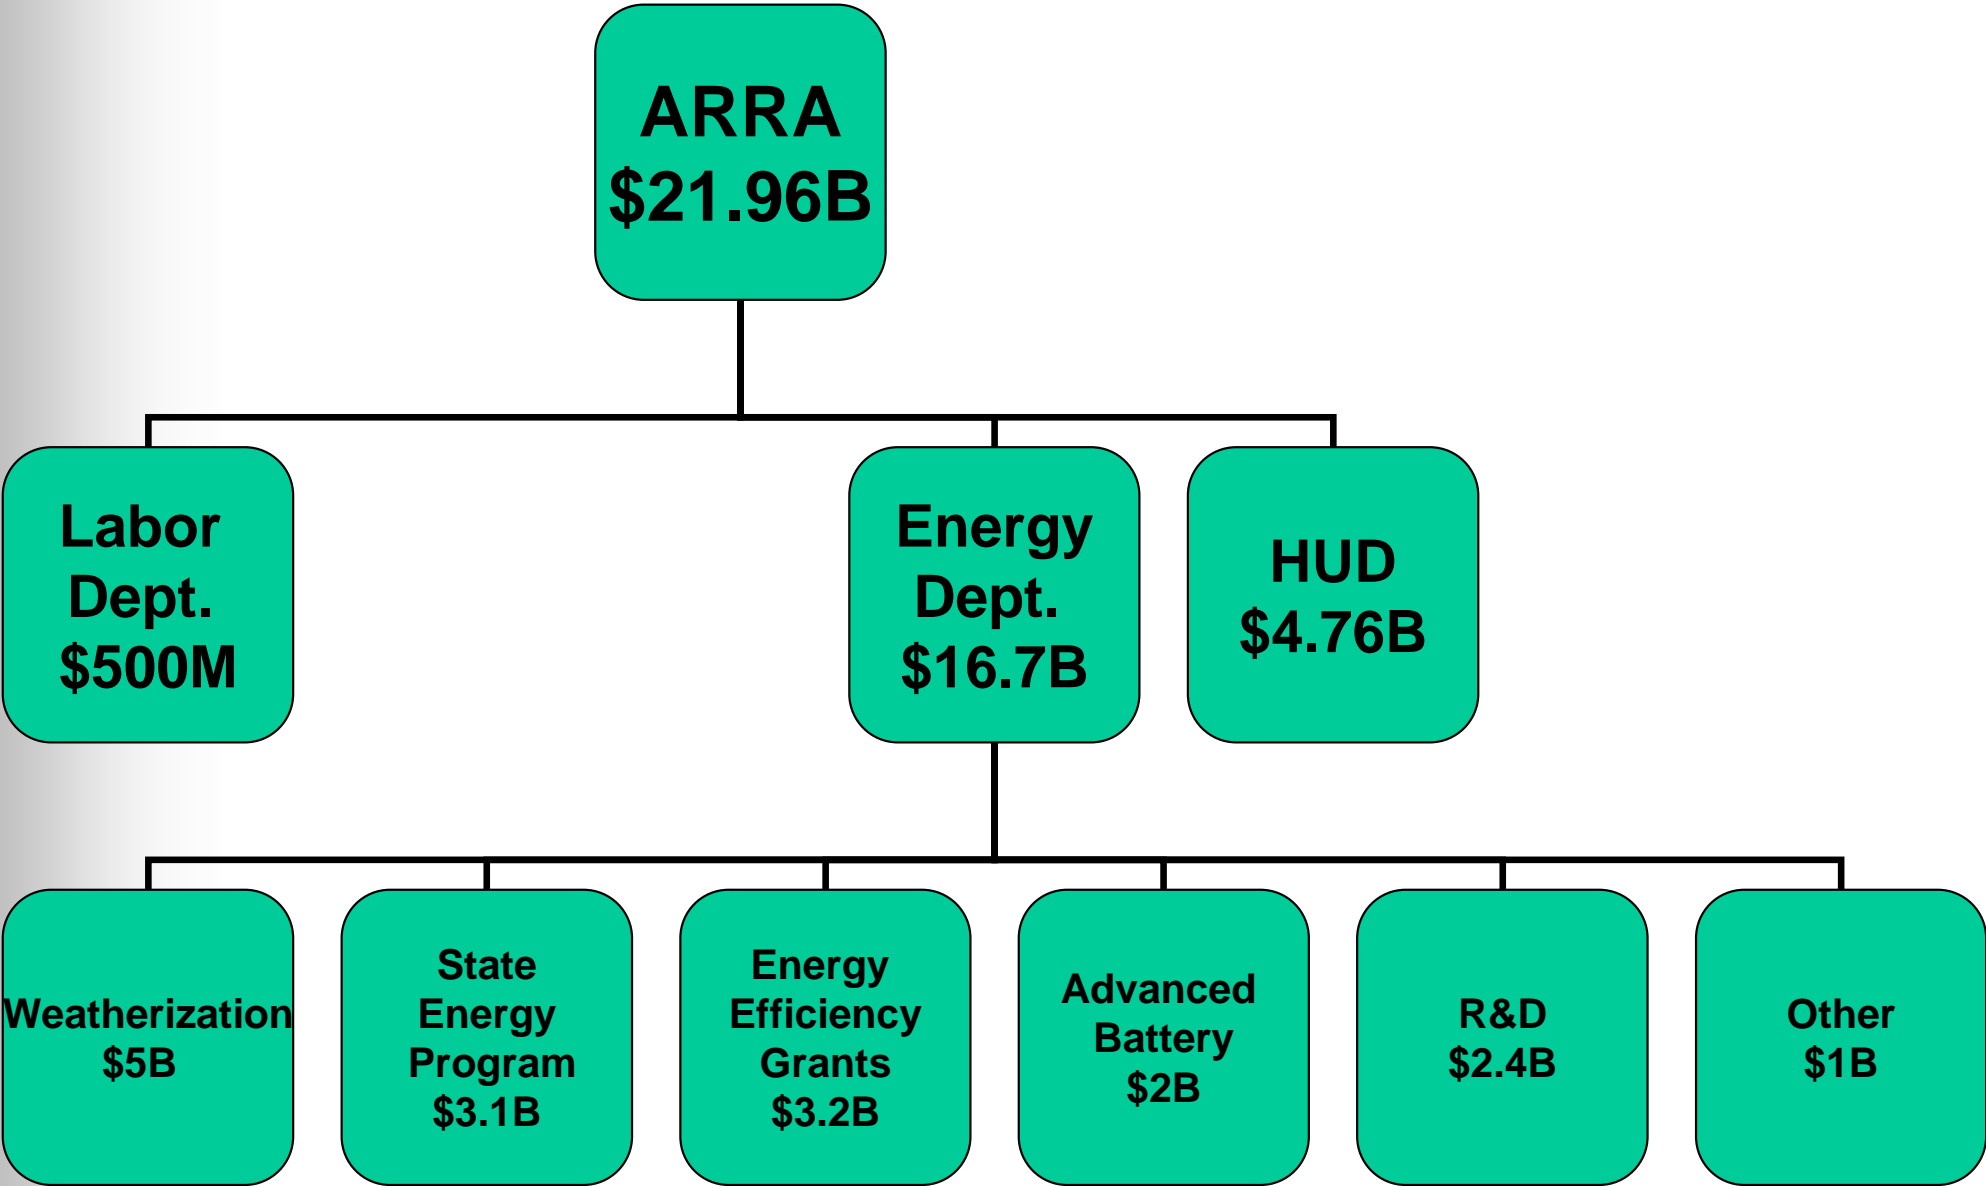 ARRA
$21.96B
Labor
Dept.
$500M
Energy
Dept.
$16.7B
HUD
$4.76B
Weatherization
$5B
State
Energy
Program
$3.1B
Energy
Efficiency
Grants
$3.2B
Advanced
Battery
$2B
R&D
$2.4B
Other
$1B